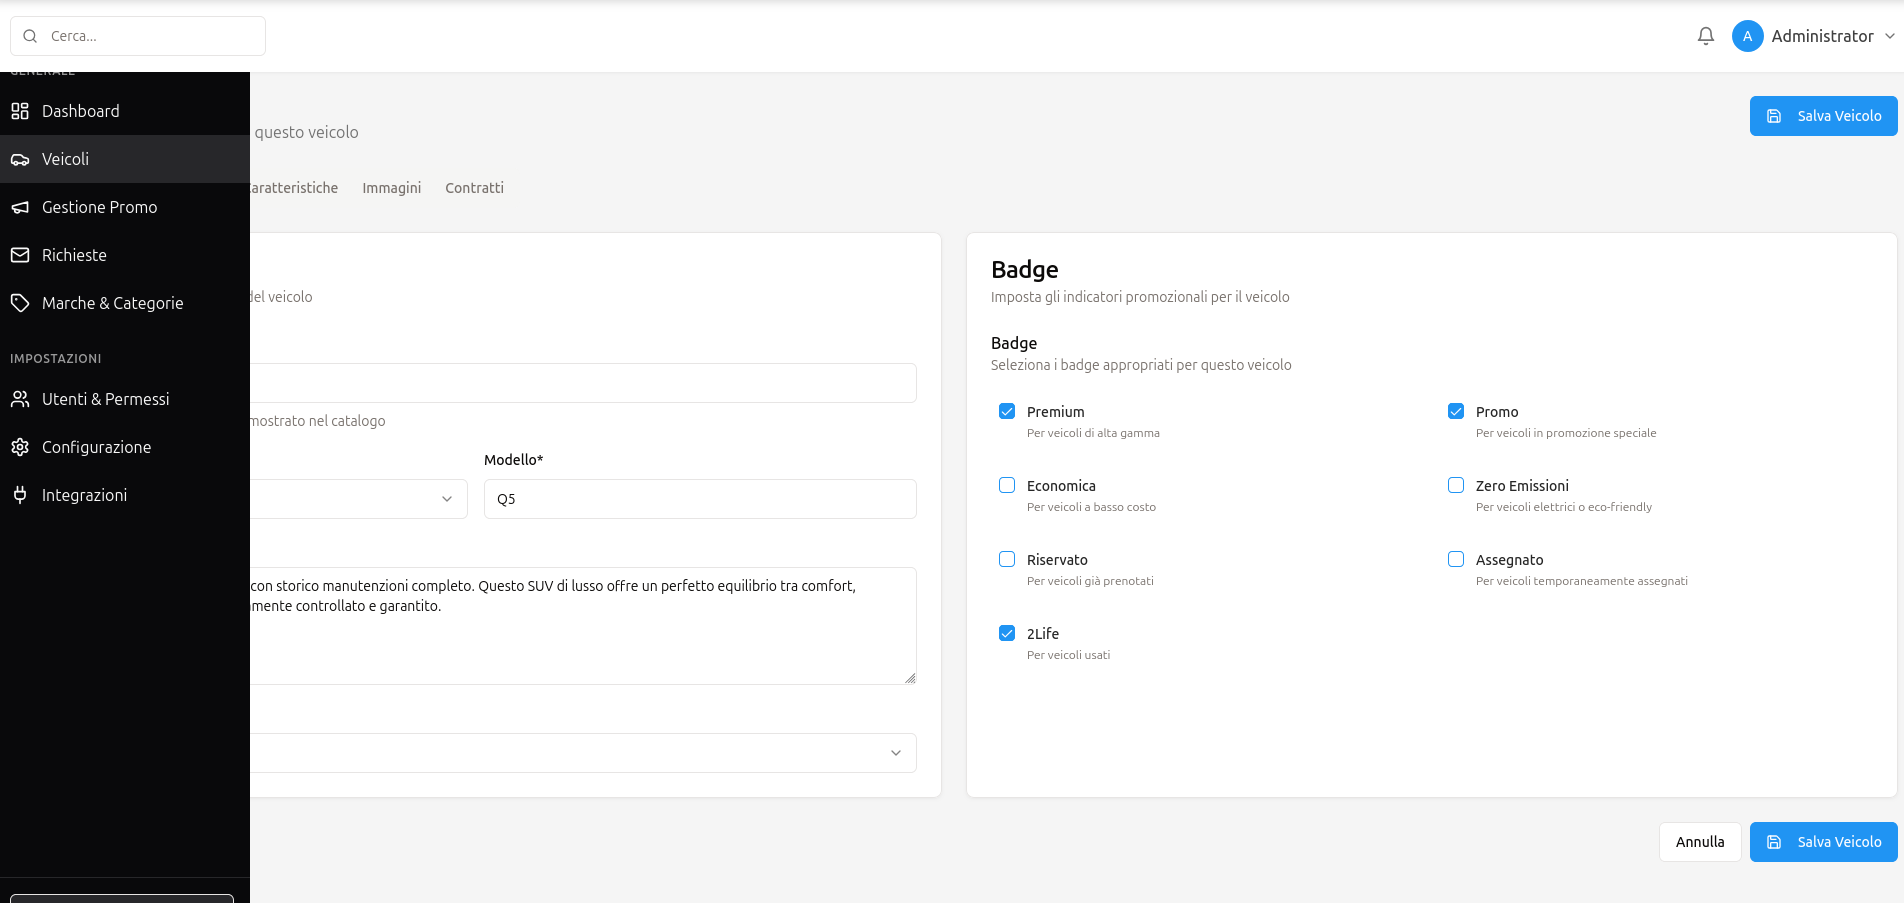 Cerca...
A
Administrator
GENERALE
Dashboard
Veicoli
Gestione Promo
Richieste
Marche & Categorie
IMPOSTAZIONI
Utenti & Permessi
Configurazione
Integrazioni
questo veicolo
Salva Veicolo
Caratteristiche
Immagini
Contratti
del veicolo
mostrato nel catalogo
Modello*
Q5
con storico manutenzioni completo. Questo SUV di lusso offre un perfetto equilibrio tra comfort,
controllato e garantito.
Badge
Imposta gli indicatori promozionali per il veicolo
Badge
Seleziona i badge appropriati per questo veicolo
Premium
Per veicoli di alta gamma
Promo
Per veicoli in promozione speciale
Economica
Per veicoli a basso costo
Zero Emissioni
Per veicoli elettrici o eco-friendly
Riservato
Per veicoli già prenotati
Assegnato
Per veicoli temporaneamente assegnati
2Life
Per veicoli usati
Annulla
Salva Veicolo